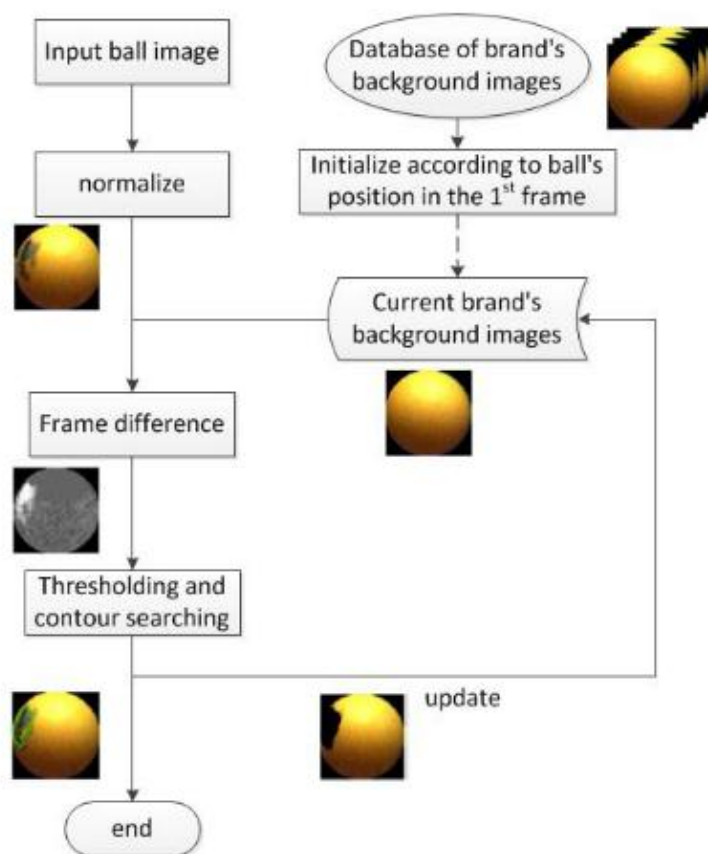 Input ball image
Database of brand's
background images
normalize
Initialize according to ball's
position in the 1st frame
Current brand's
background images
Frame difference
Thresholding and
contour searching
update
end